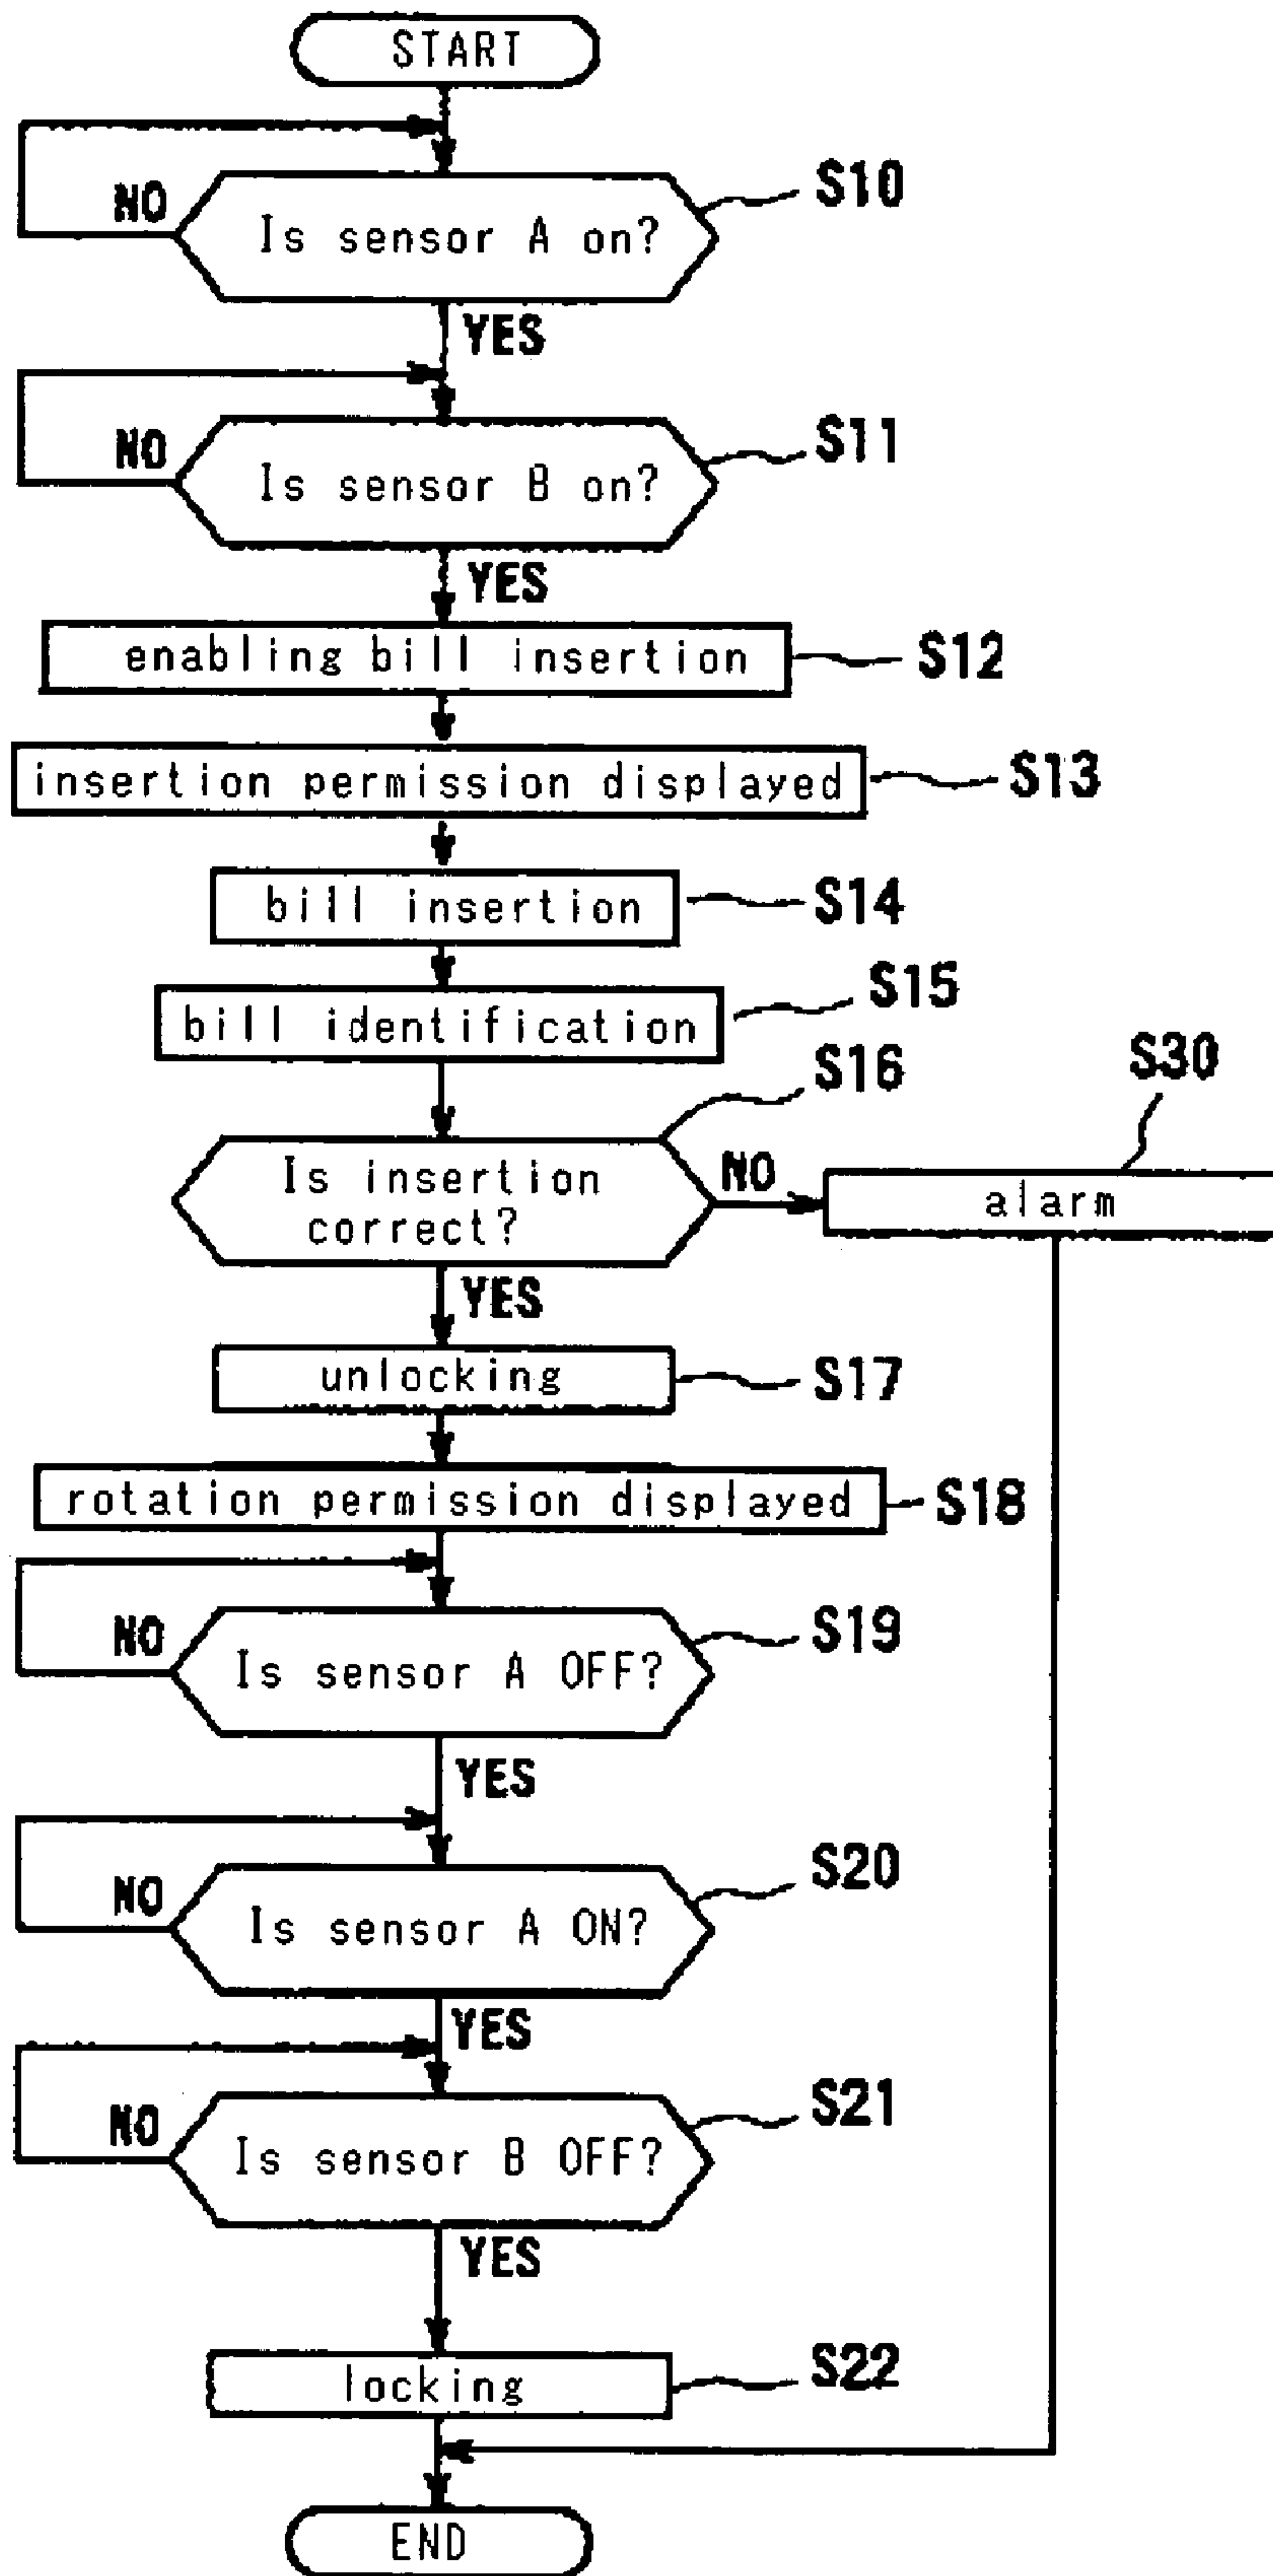 START
NO
Is sensor A on?
S10
YES
NO
Is sensor B on?
S11
YES
enabling bill insertion
S12
insertion permission displayed
S13
bill insertion
S14
bill identification
S15
S16
Is insertion
correct?
NO
S30
alarm
YES
unlocking
S17
rotation permission displayed
S18
NO
Is sensor A OFF?
S19
YES
NO
Is sensor A ON?
S20
YES
NO
Is sensor B OFF?
S21
YES
locking
S22
END